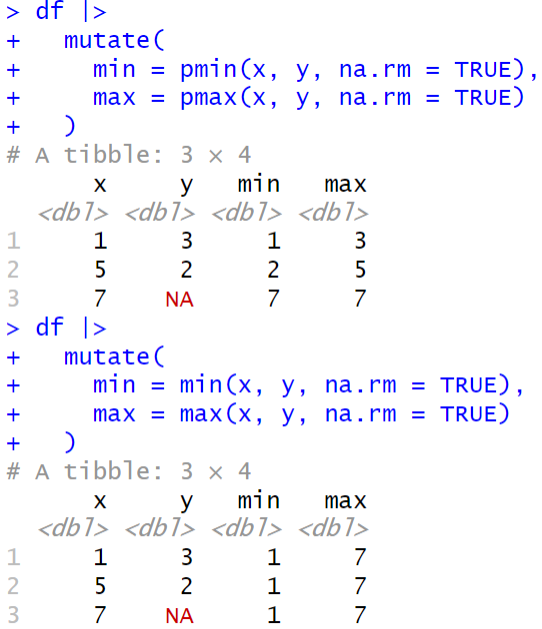 > df |>
+   mutate(
+     min = pmin(x, y, na.rm = TRUE),
+     max = pmax(x, y, na.rm = TRUE)
+   )
# A tibble: 3 × 4
      x     y   min   max
  <dbl> <dbl> <dbl> <dbl>
1     1     3     1     3
2     5     2     2     5
3     7    NA     7     7
> df |>
+   mutate(
+     min = min(x, y, na.rm = TRUE),
+     max = max(x, y, na.rm = TRUE)
+   )
# A tibble: 3 × 4
      x     y   min   max
  <dbl> <dbl> <dbl> <dbl>
1     1     3     1     7
2     5     2     1     7
3     7    NA     1     7